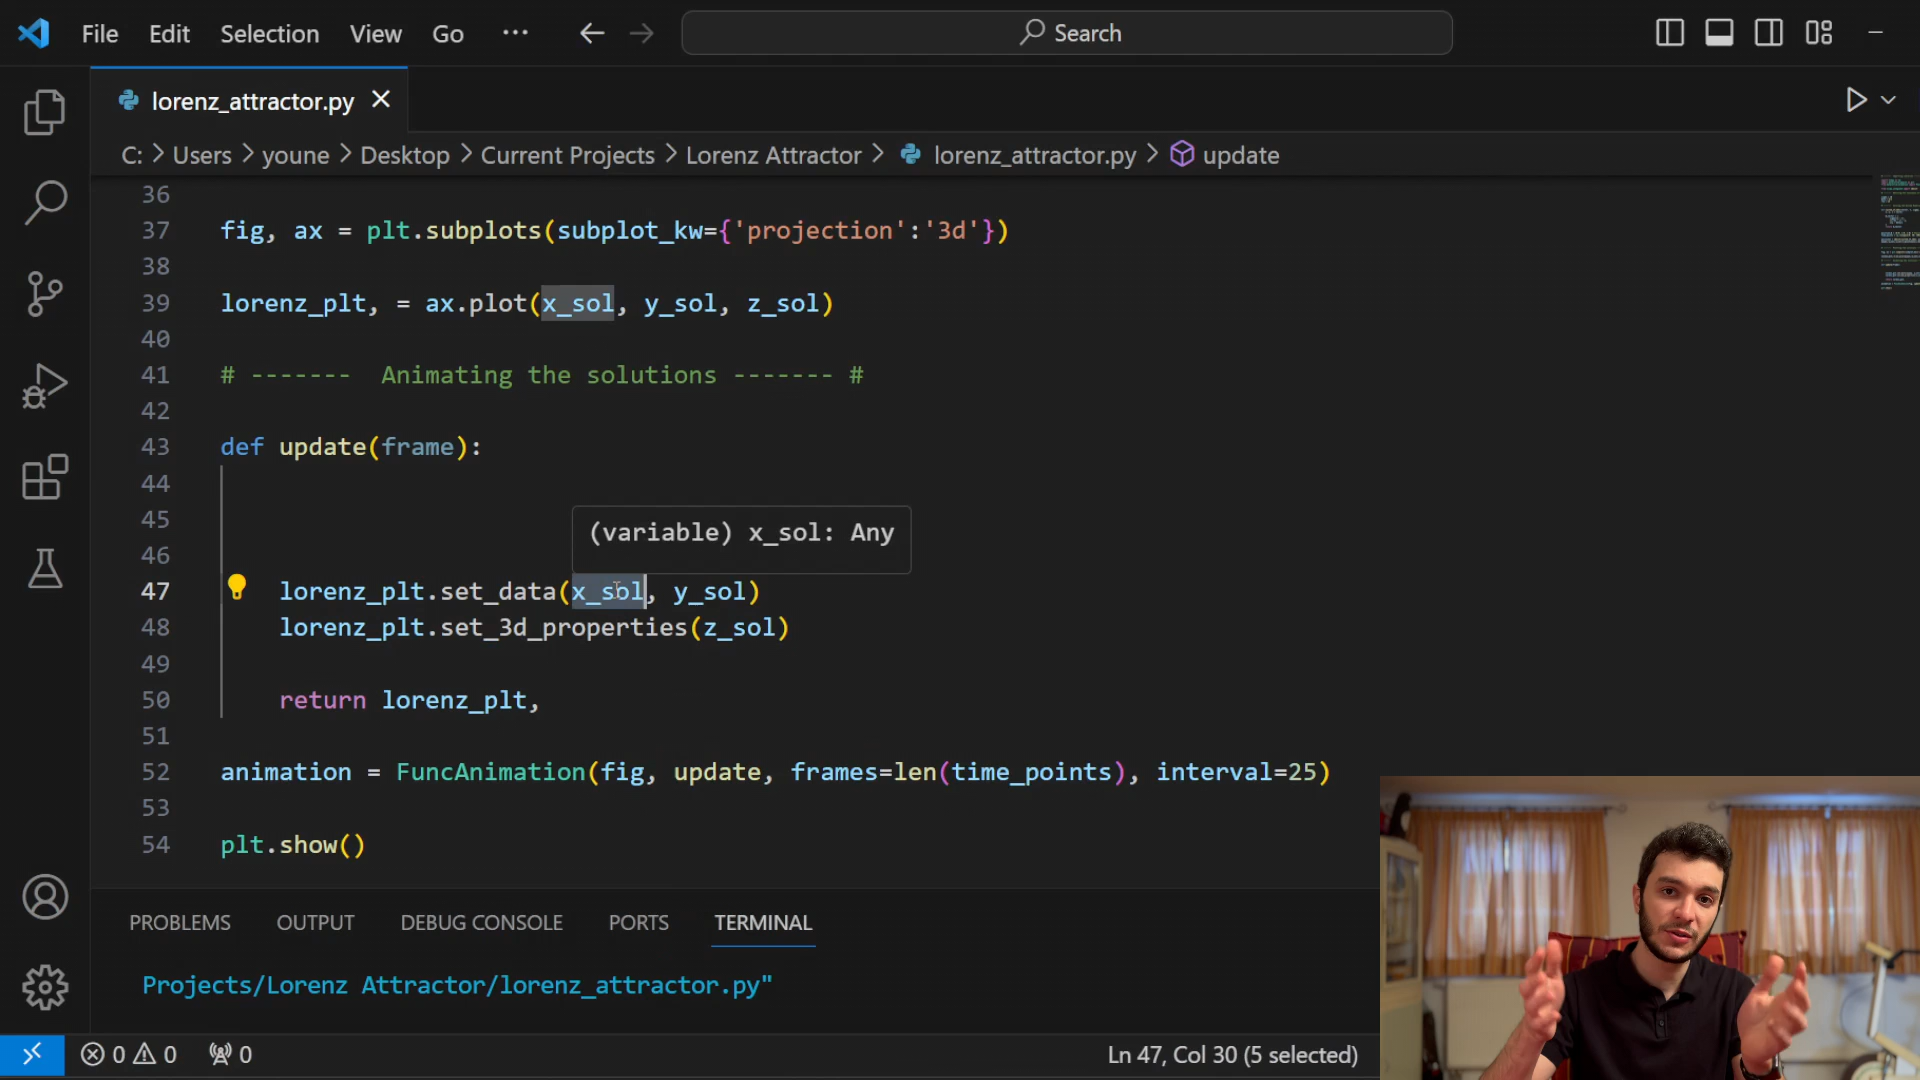 File Edit Selection View Go ... Search
lorenz_attractor.py
C: > Users > youne > Desktop > Current Projects > Lorenz Attractor > lorenz_attractor.py > update
36
37 fig, ax = plt.subplots(subplot_kw={'projection':'3d'})
38
39 lorenz_plt, = ax.plot(x_sol, y_sol, z_sol)
40
41 # ------- Animating the solutions ------- #
42
43 def update(frame):
44
45
(variable) x_sol: Any
46
47 lorenz_plt.set_data(x_sol, y_sol)
48 lorenz_plt.set_3d_properties(z_sol)
49
50 return lorenz_plt,
51
52 animation = FuncAnimation(fig, update, frames=len(time_points), interval=25)
53
54 plt.show()
PROBLEMS OUTPUT DEBUG CONSOLE PORTS TERMINAL
Projects/Lorenz Attractor/lorenz_attractor.py"
0 0 0 Ln 47, Col 30 (5 selected)